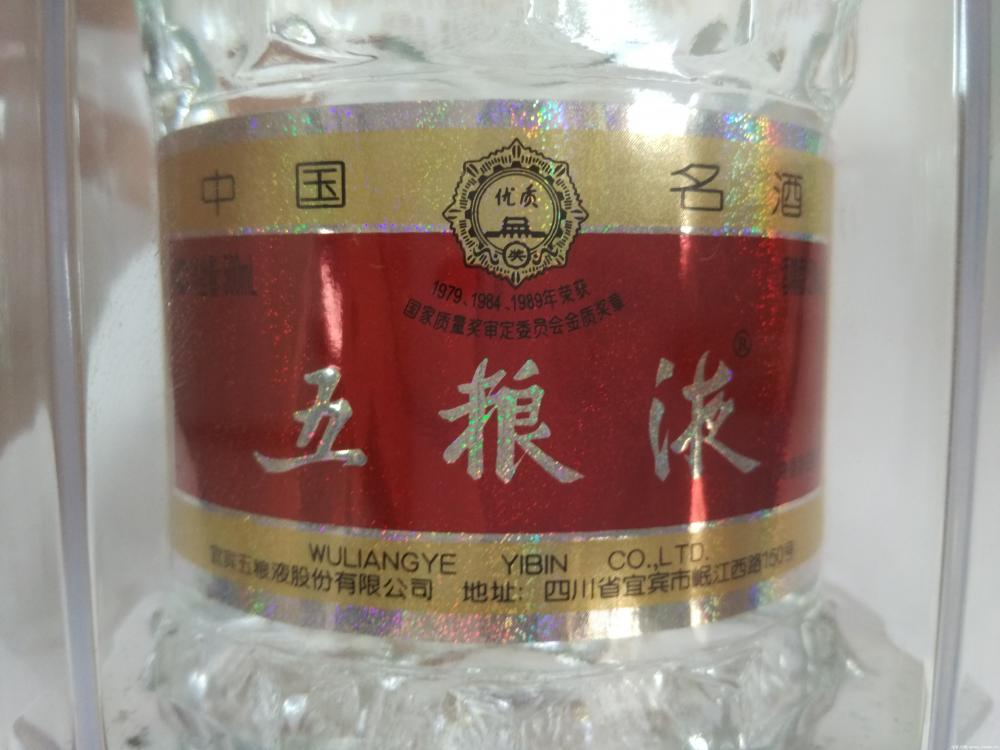 中国 名酒
优质
奖
1979、1984、1989年荣获
国家质量奖审定委员会金质奖章
五粮液®
WULIANGYE YIBIN CO.,LTD.
宜宾五粮液股份有限公司 地址:四川省宜宾市岷江西路150号